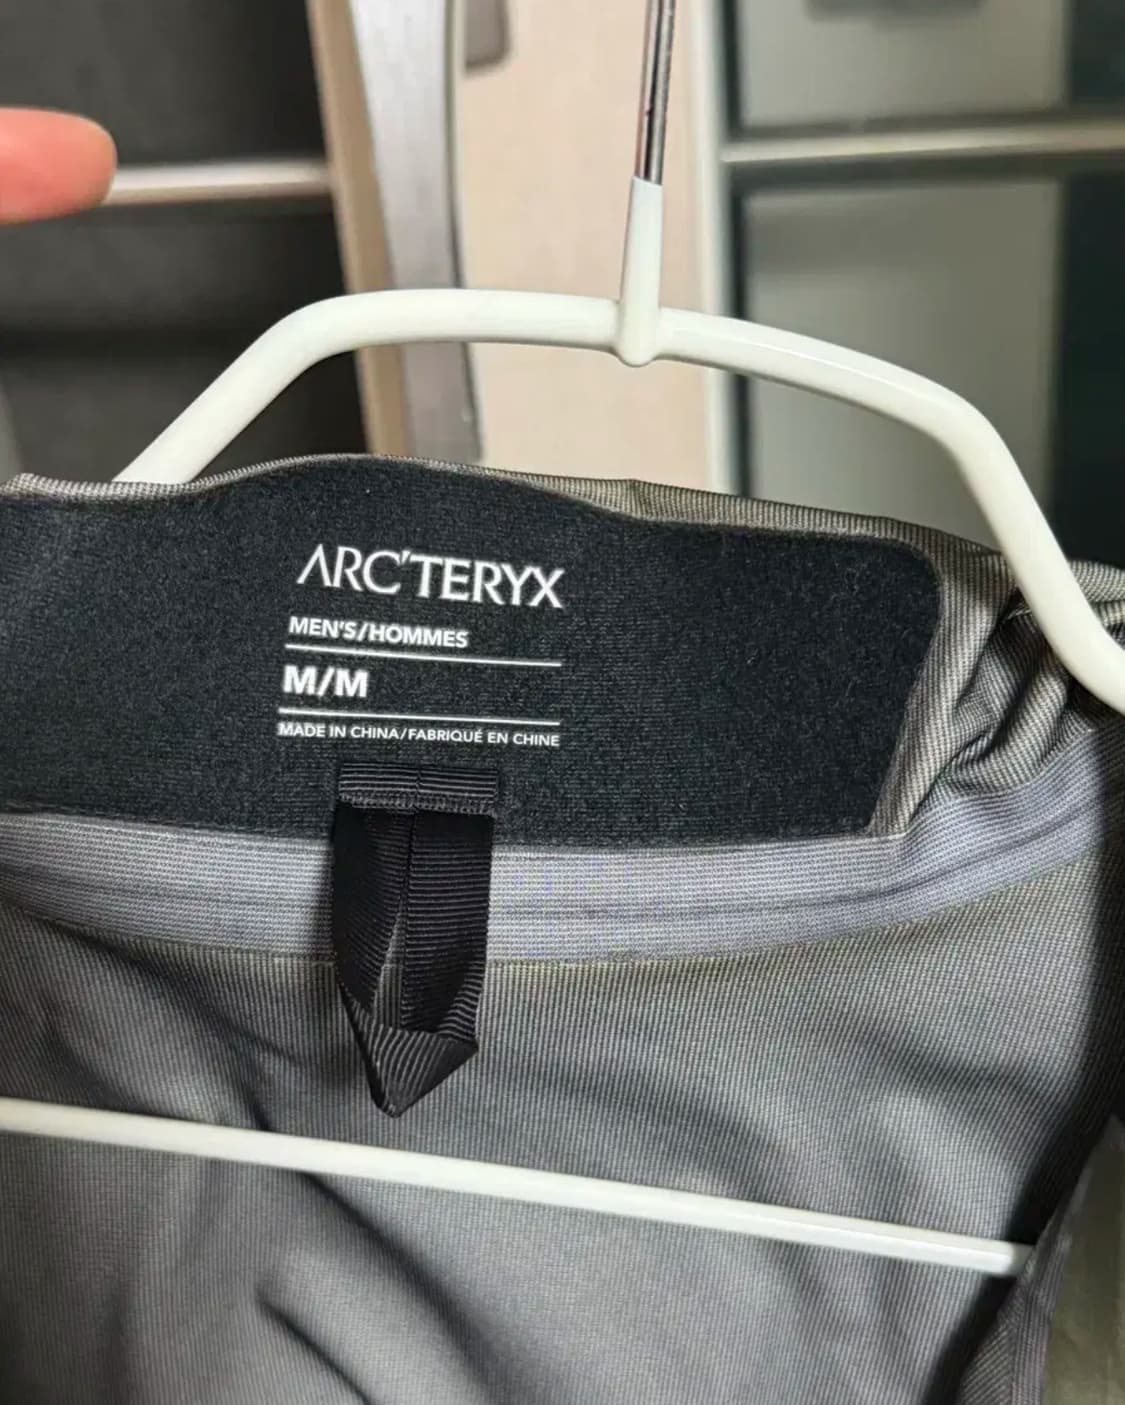 ARC'TERYX
MEN'S/HOMMES
M/M
MADE IN CHINA/FABRIQUÉ EN CHINE